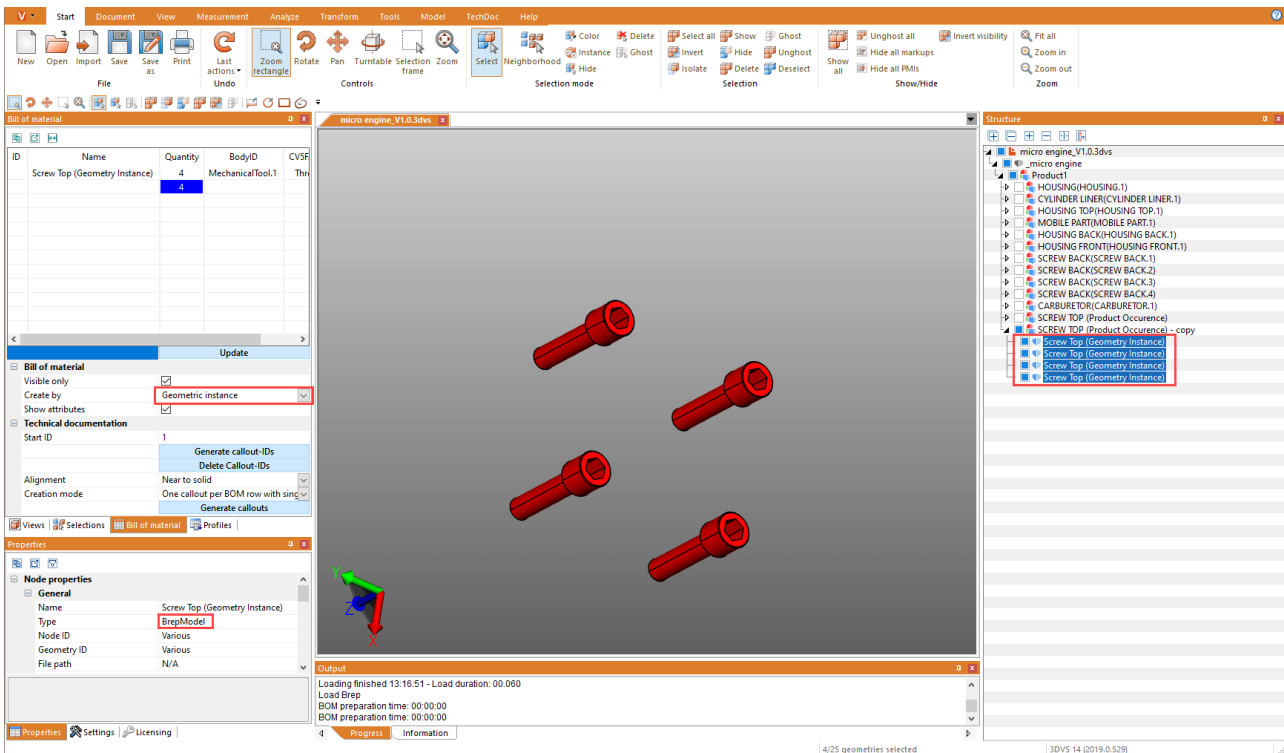 V Start Document View Measurement Analyze Transform Tools Model TechDoc Help
New Open Import Save Save as Print
File
Last actions
Undo
Zoom rectangle Rotate Pan Turntable Selection frame Zoom
Controls
Select Neighborhood Color Delete
Instance Ghost
Hide
Selection mode
Select all Show Ghost
Invert Hide Unghost
Isolate Delete Deselect
Selection
Show all Unghost all Invert visibility
Hide all markups
Hide all PMIs
Show/Hide
Fit all
Zoom in
Zoom out
Zoom
Bill of material
ID Name Quantity BodyID CV5F
Screw Top (Geometry Instance) 4 MechanicalTool.1 Thr
4
Update
Bill of material
Visible only
Create by Geometric instance
Show attributes
Technical documentation
Start ID 1
Generate callout-IDs
Delete Callout-IDs
Alignment Near to solid
Creation mode One callout per BOM row with sing
Generate callouts
Views Selections Bill of material Profiles
Properties
Node properties
General
Name Screw Top (Geometry Instance)
Type BrepModel
Node ID Various
Geometry ID Various
File path N/A
Properties Settings Licensing
micro engine_V1.0.3dvs
Y
Z
X
Output
Loading finished 13:16:51 - Load duration: 00.060
Load Brep
BOM preparation time: 00:00:00
BOM preparation time: 00:00:00
Progress Information
Structure
micro engine_V1.0.3dvs
_micro engine
Product1
HOUSING(HOUSING.1)
CYLINDER LINER(CYLINDER LINER.1)
HOUSING TOP(HOUSING TOP.1)
MOBILE PART(MOBILE PART.1)
HOUSING BACK(HOUSING BACK.1)
HOUSING FRONT(HOUSING FRONT.1)
SCREW BACK(SCREW BACK.1)
SCREW BACK(SCREW BACK.2)
SCREW BACK(SCREW BACK.3)
SCREW BACK(SCREW BACK.4)
CARBURETOR(CARBURETOR.1)
SCREW TOP (Product Occurence)
SCREW TOP (Product Occurence) - copy
Screw Top (Geometry Instance)
Screw Top (Geometry Instance)
Screw Top (Geometry Instance)
Screw Top (Geometry Instance)
4/25 geometries selected
3DVS 14 (2019.0.529)